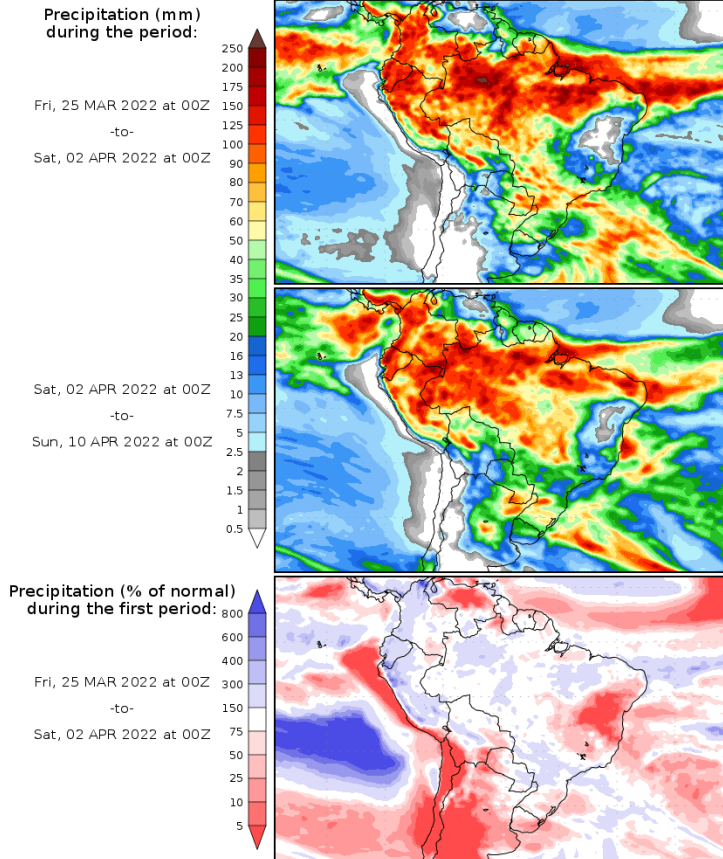 Precipitation (mm)
during the period:
Fri, 25 MAR 2022 at 00Z
-to-
Sat, 02 APR 2022 at 00Z
250
200
175
150
125
100
90
80
70
60
50
40
35
30
25
20
16
13
10
7.5
5
2.5
2
1.5
1
0.5
Sat, 02 APR 2022 at 00Z
-to-
Sun, 10 APR 2022 at 00Z
Precipitation (% of normal)
during the first period:
Fri, 25 MAR 2022 at 00Z
-to-
Sat, 02 APR 2022 at 00Z
800
600
400
300
150
75
50
25
10
5